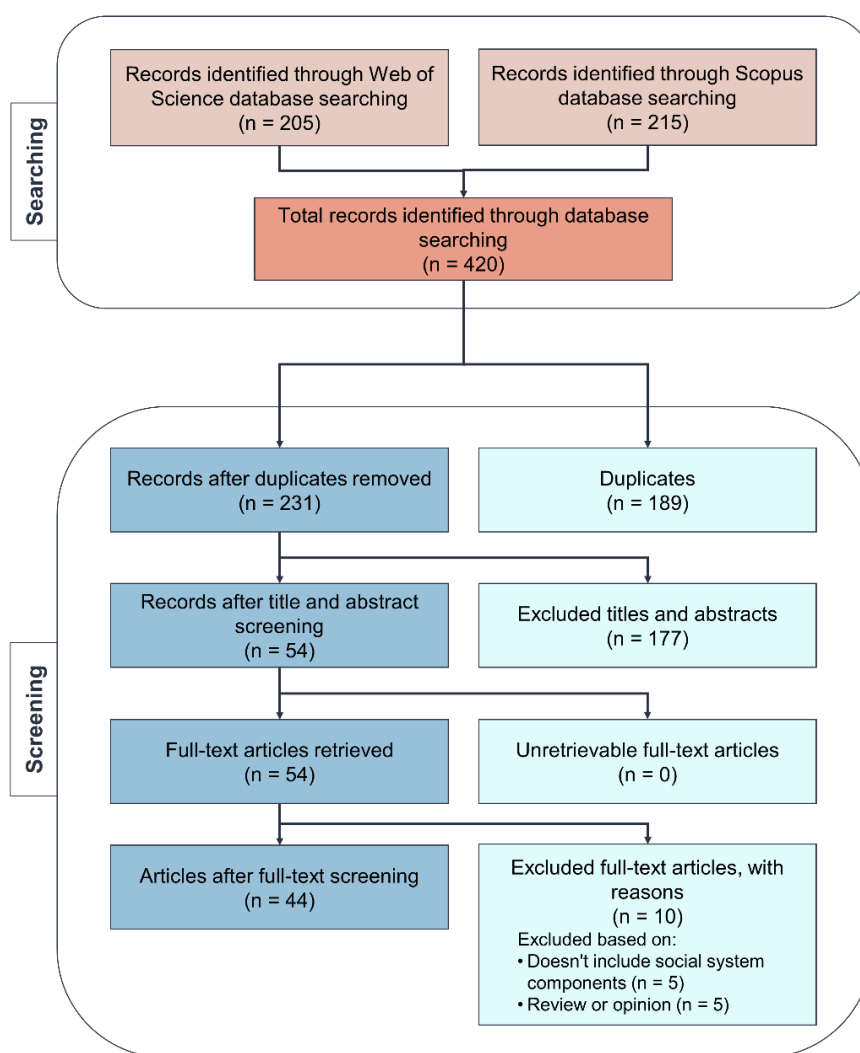 Searching
Records identified through Web of
Science database searching
(n = 205)
Records identified through Scopus
database searching
(n = 215)
Total records identified through database
searching
(n = 420)
Screening
Records after duplicates removed
(n = 231)
Duplicates
(n = 189)
Records after title and abstract
screening
(n = 54)
Excluded titles and abstracts
(n = 177)
Full-text articles retrieved
(n = 54)
Unretrievable full-text articles
(n = 0)
Articles after full-text screening
(n = 44)
Excluded full-text articles, with
reasons
(n = 10)
Excluded based on:
• Doesn't include social system
components (n = 5)
• Review or opinion (n = 5)